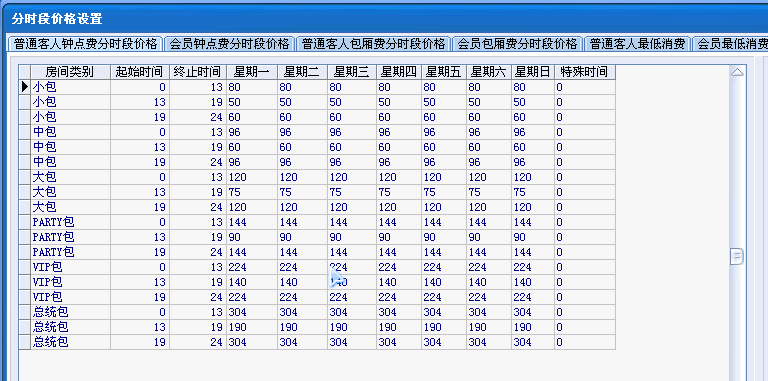 分时段价格设置
普通客人钟点费分时段价格 会员钟点费分时段价格 普通客人包厢费分时段价格 会员包厢费分时段价格 普通客人最低消费 会员最低消费
房间类别 起始时间 终止时间 星期一 星期二 星期三 星期四 星期五 星期六 星期日 特殊时间
小包 0 13 80 80 80 80 80 80 80 0
小包 13 19 50 50 50 50 50 50 50 0
小包 19 24 60 60 60 60 60 60 60 0
中包 0 13 96 96 96 96 96 96 96 0
中包 13 19 60 60 60 60 60 60 60 0
中包 19 24 96 96 96 96 96 96 96 0
大包 0 13 120 120 120 120 120 120 120 0
大包 13 19 75 75 75 75 75 75 75 0
大包 19 24 120 120 120 120 120 120 120 0
PARTY包 0 13 144 144 144 144 144 144 144 0
PARTY包 13 19 90 90 90 90 90 90 90 0
PARTY包 19 24 144 144 144 144 144 144 144 0
VIP包 0 13 224 224 224 224 224 224 224 0
VIP包 13 19 140 140 140 140 140 140 140 0
VIP包 19 24 224 224 224 224 224 224 224 0
总统包 0 13 304 304 304 304 304 304 304 0
总统包 13 19 190 190 190 190 190 190 190 0
总统包 19 24 304 304 304 304 304 304 304 0